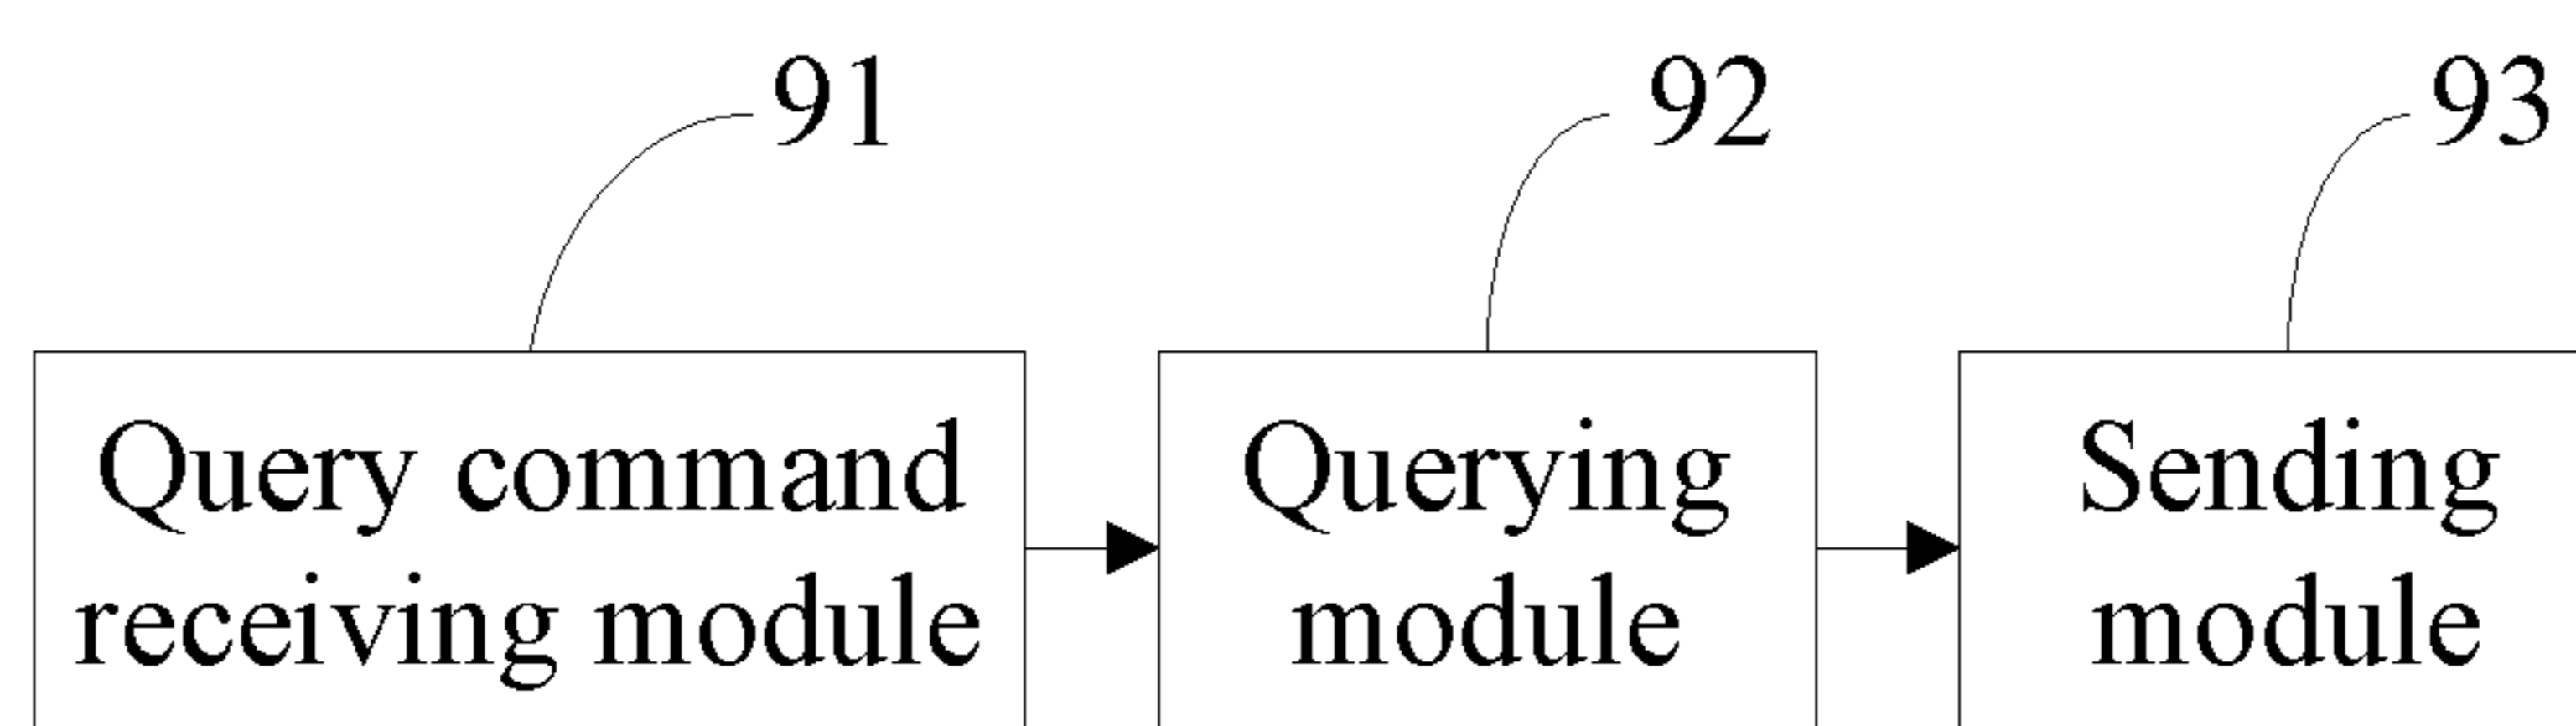 91
92
93
Query command
receiving module
Querying
module
Sending
module